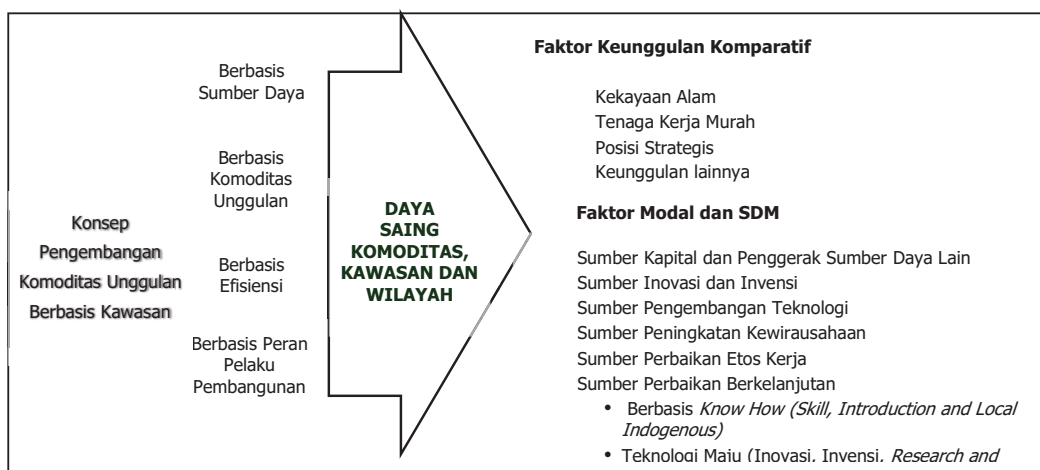 Konsep
Pengembangan
Komoditas Unggulan
Berbasis Kawasan
Berbasis
Sumber Daya
Berbasis
Komoditas
Unggulan
Berbasis
Efisiensi
Berbasis Peran
Pelaku
Pembangunan
DAYA
SAING
KOMODITAS,
KAWASAN DAN
WILAYAH
Faktor Keunggulan Komparatif
Kekayaan Alam
Tenaga Kerja Murah
Posisi Strategis
Keunggulan lainnya
Faktor Modal dan SDM
Sumber Kapital dan Penggerak Sumber Daya Lain
Sumber Inovasi dan Invensi
Sumber Pengembangan Teknologi
Sumber Peningkatan Kewirausahaan
Sumber Perbaikan Etos Kerja
Sumber Perbaikan Berkelanjutan
• Berbasis Know How (Skill, Introduction and Local
Indogenous)
• Teknologi Maju (Inovasi, Invensi, Research and